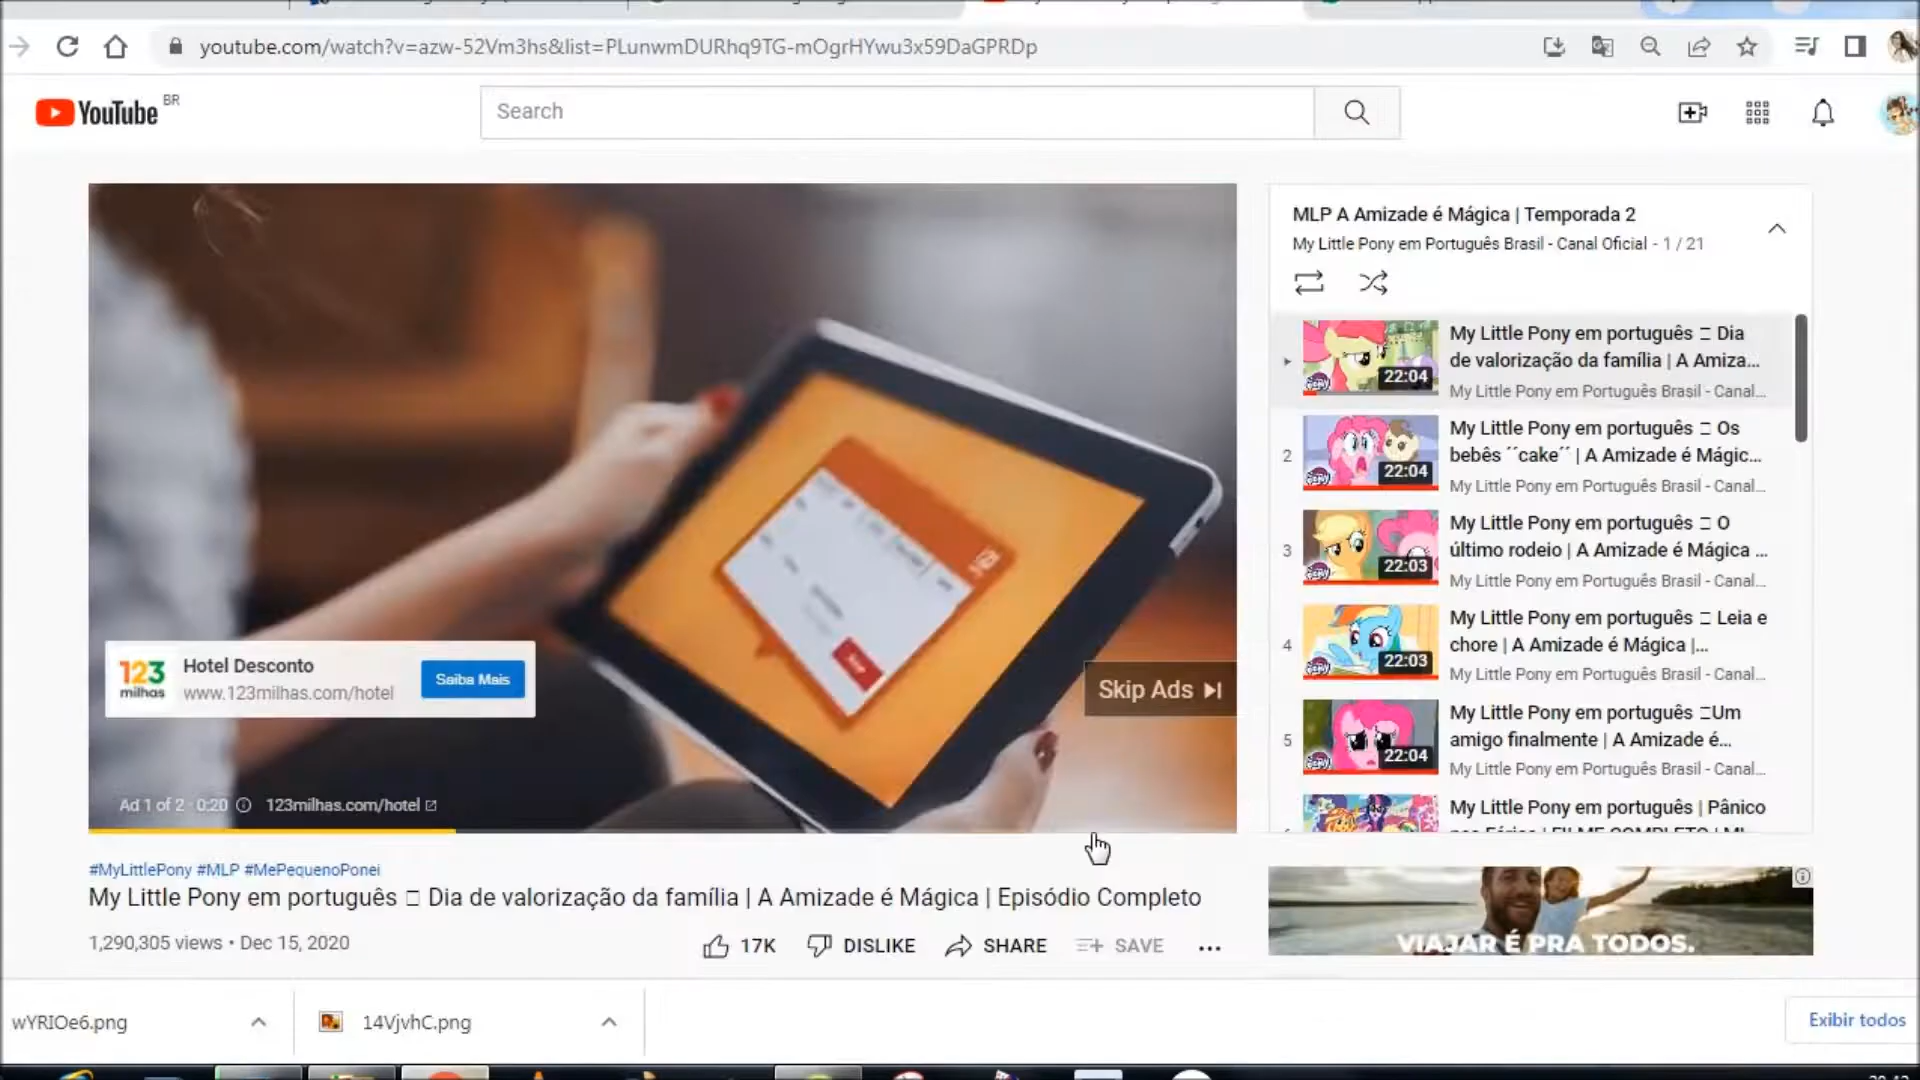 youtube.com/watch?v=azw-52Vm3hs&list=PLunwmDURhq9TG-mOgrHYwu3x59DaGPRDp
YouTube BR
Search
MLP A Amizade é Mágica | Temporada 2
My Little Pony em Português Brasil - Canal Oficial - 1 / 21
My Little Pony em português □ Dia
de valorização da família | A Amiza...
22:04
My Little Pony em Português Brasil - Canal...
2
My Little Pony em português □ Os
bebês ´´cake´´ | A Amizade é Mágic...
22:04
My Little Pony em Português Brasil - Canal...
3
My Little Pony em português □ O
último rodeio | A Amizade é Mágica ...
22:03
My Little Pony em Português Brasil - Canal...
4
My Little Pony em português □ Leia e
chore | A Amizade é Mágica |...
22:03
My Little Pony em Português Brasil - Canal...
5
My Little Pony em português □Um
amigo finalmente | A Amizade é...
22:04
My Little Pony em Português Brasil - Canal...
My Little Pony em português | Pânico
123 milhas
Hotel Desconto
www.123milhas.com/hotel
Saiba Mais
Skip Ads
Ad 1 of 2 · 0:20
123milhas.com/hotel
#MyLittlePony #MLP #MePequenoPonei
My Little Pony em português □ Dia de valorização da família | A Amizade é Mágica | Episódio Completo
1,290,305 views • Dec 15, 2020
17K DISLIKE SHARE SAVE ...
VIAJAR É PRA TODOS.
wYRIOe6.png
14VjvhC.png
Exibir todos